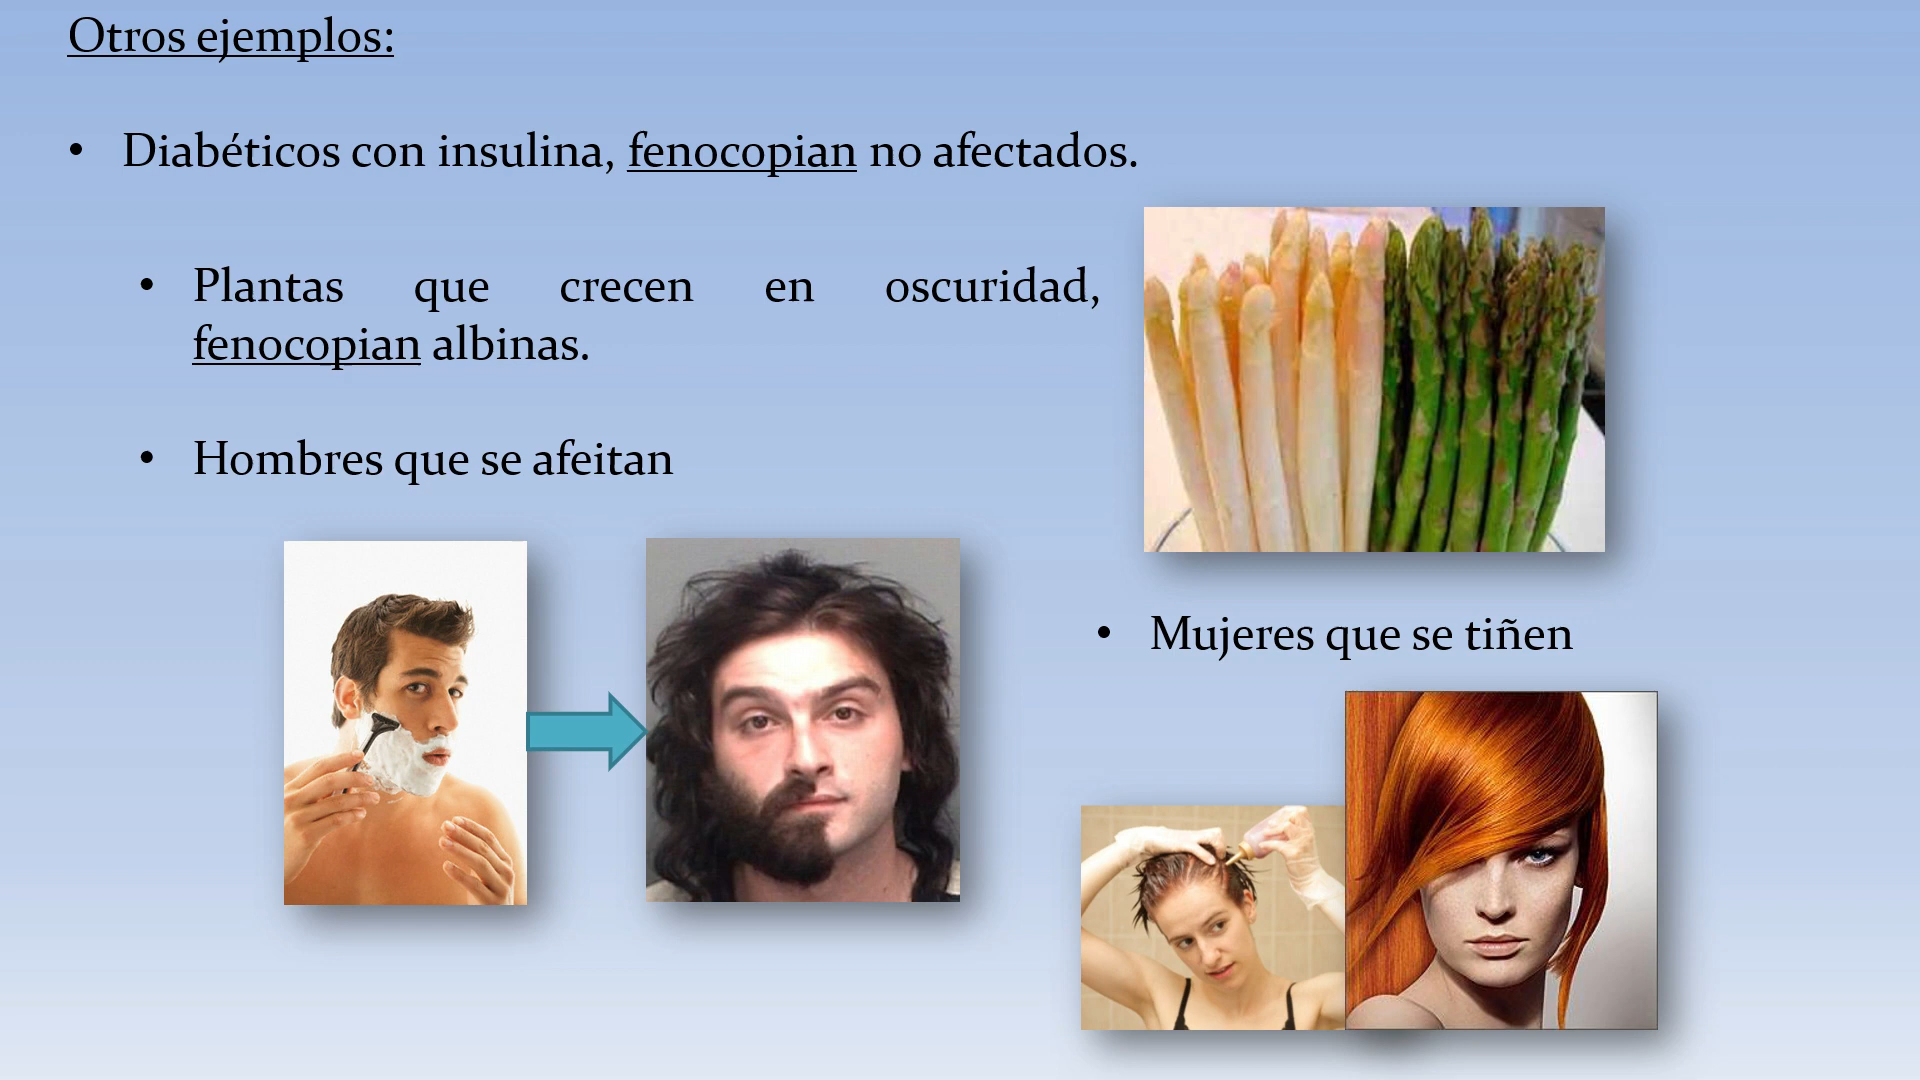 Otros ejemplos:
• Diabéticos con insulina, fenocopian no afectados.
• Plantas que crecen en oscuridad,
fenocopian albinas.
• Hombres que se afeitan
• Mujeres que se tiñen